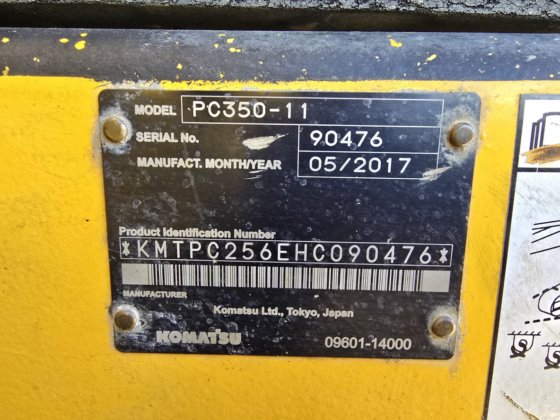 MODEL PC350-11
SERIAL No. 90476
MANUFACT. MONTH/YEAR 05/2017
Product Identification Number
*KMTPC256EHC090476*
MANUFACTURER
Komatsu Ltd., Tokyo, Japan
KOMATSU 09601-14000